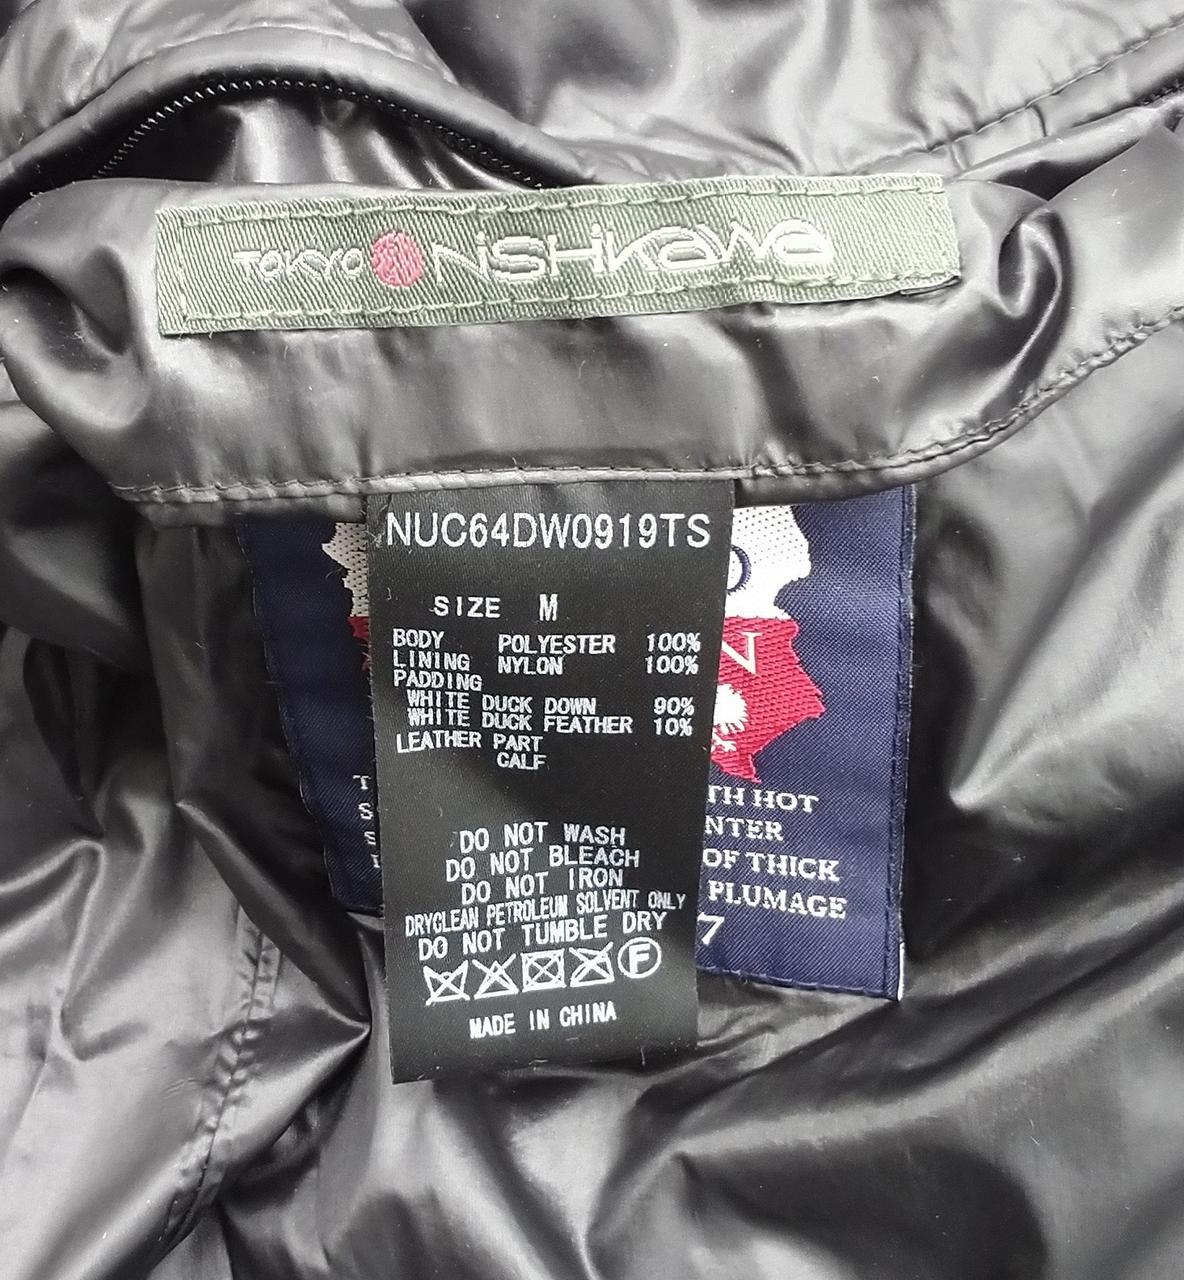 TOKYO NiSHiKaWa
NUC64DW0919TS
SIZE M
BODY POLYESTER 100%
LINING NYLON 100%
PADDING
WHITE DUCK DOWN 90%
WHITE DUCK FEATHER 10%
LEATHER PART
CALF
DO NOT WASH
DO NOT BLEACH
DO NOT IRON
DRYCLEAN PETROLEUM SOLVENT ONLY
DO NOT TUMBLE DRY
F
MADE IN CHINA
N
HOT
OF THICK
PLUMAGE
7